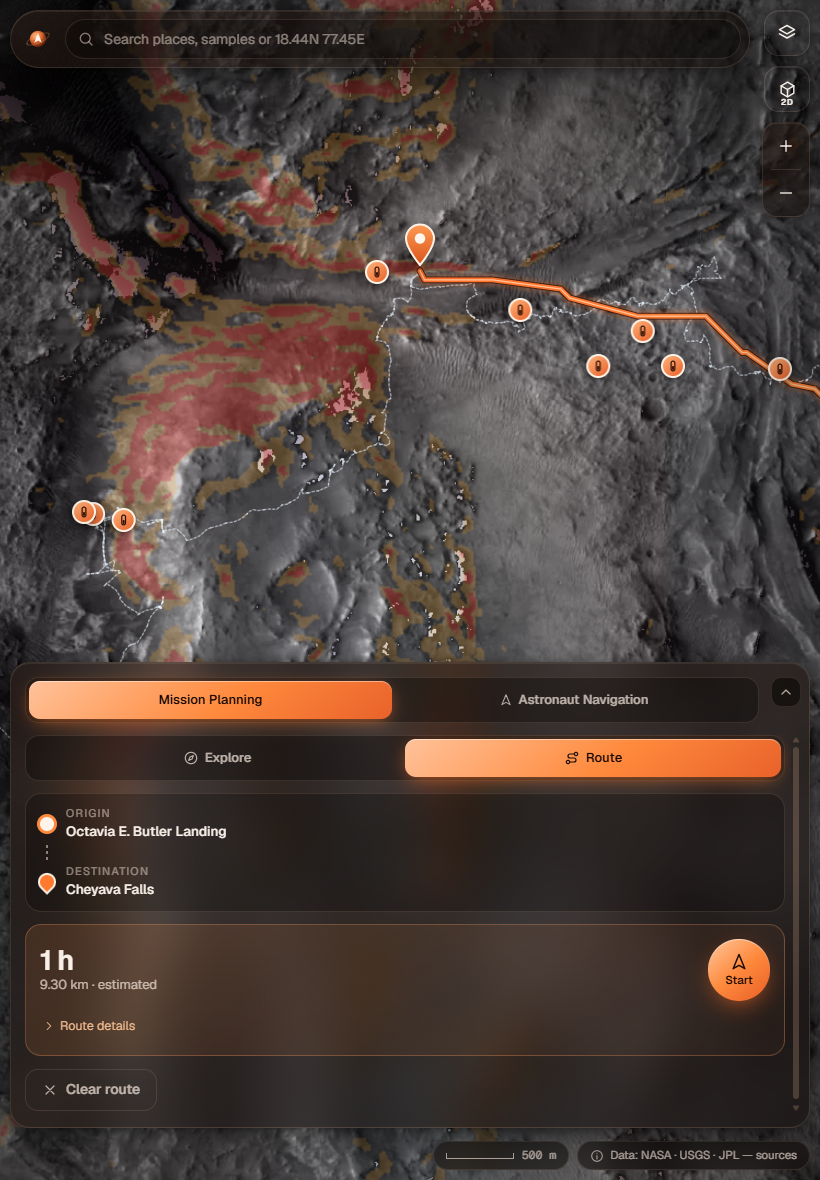 Search places, samples or 18.44N 77.45E
2D
Mission Planning
Astronaut Navigation
Explore
Route
ORIGIN
Octavia E. Butler Landing
DESTINATION
Cheyava Falls
1 h
9.30 km · estimated
Start
Route details
Clear route
500 m
Data: NASA · USGS · JPL — sources